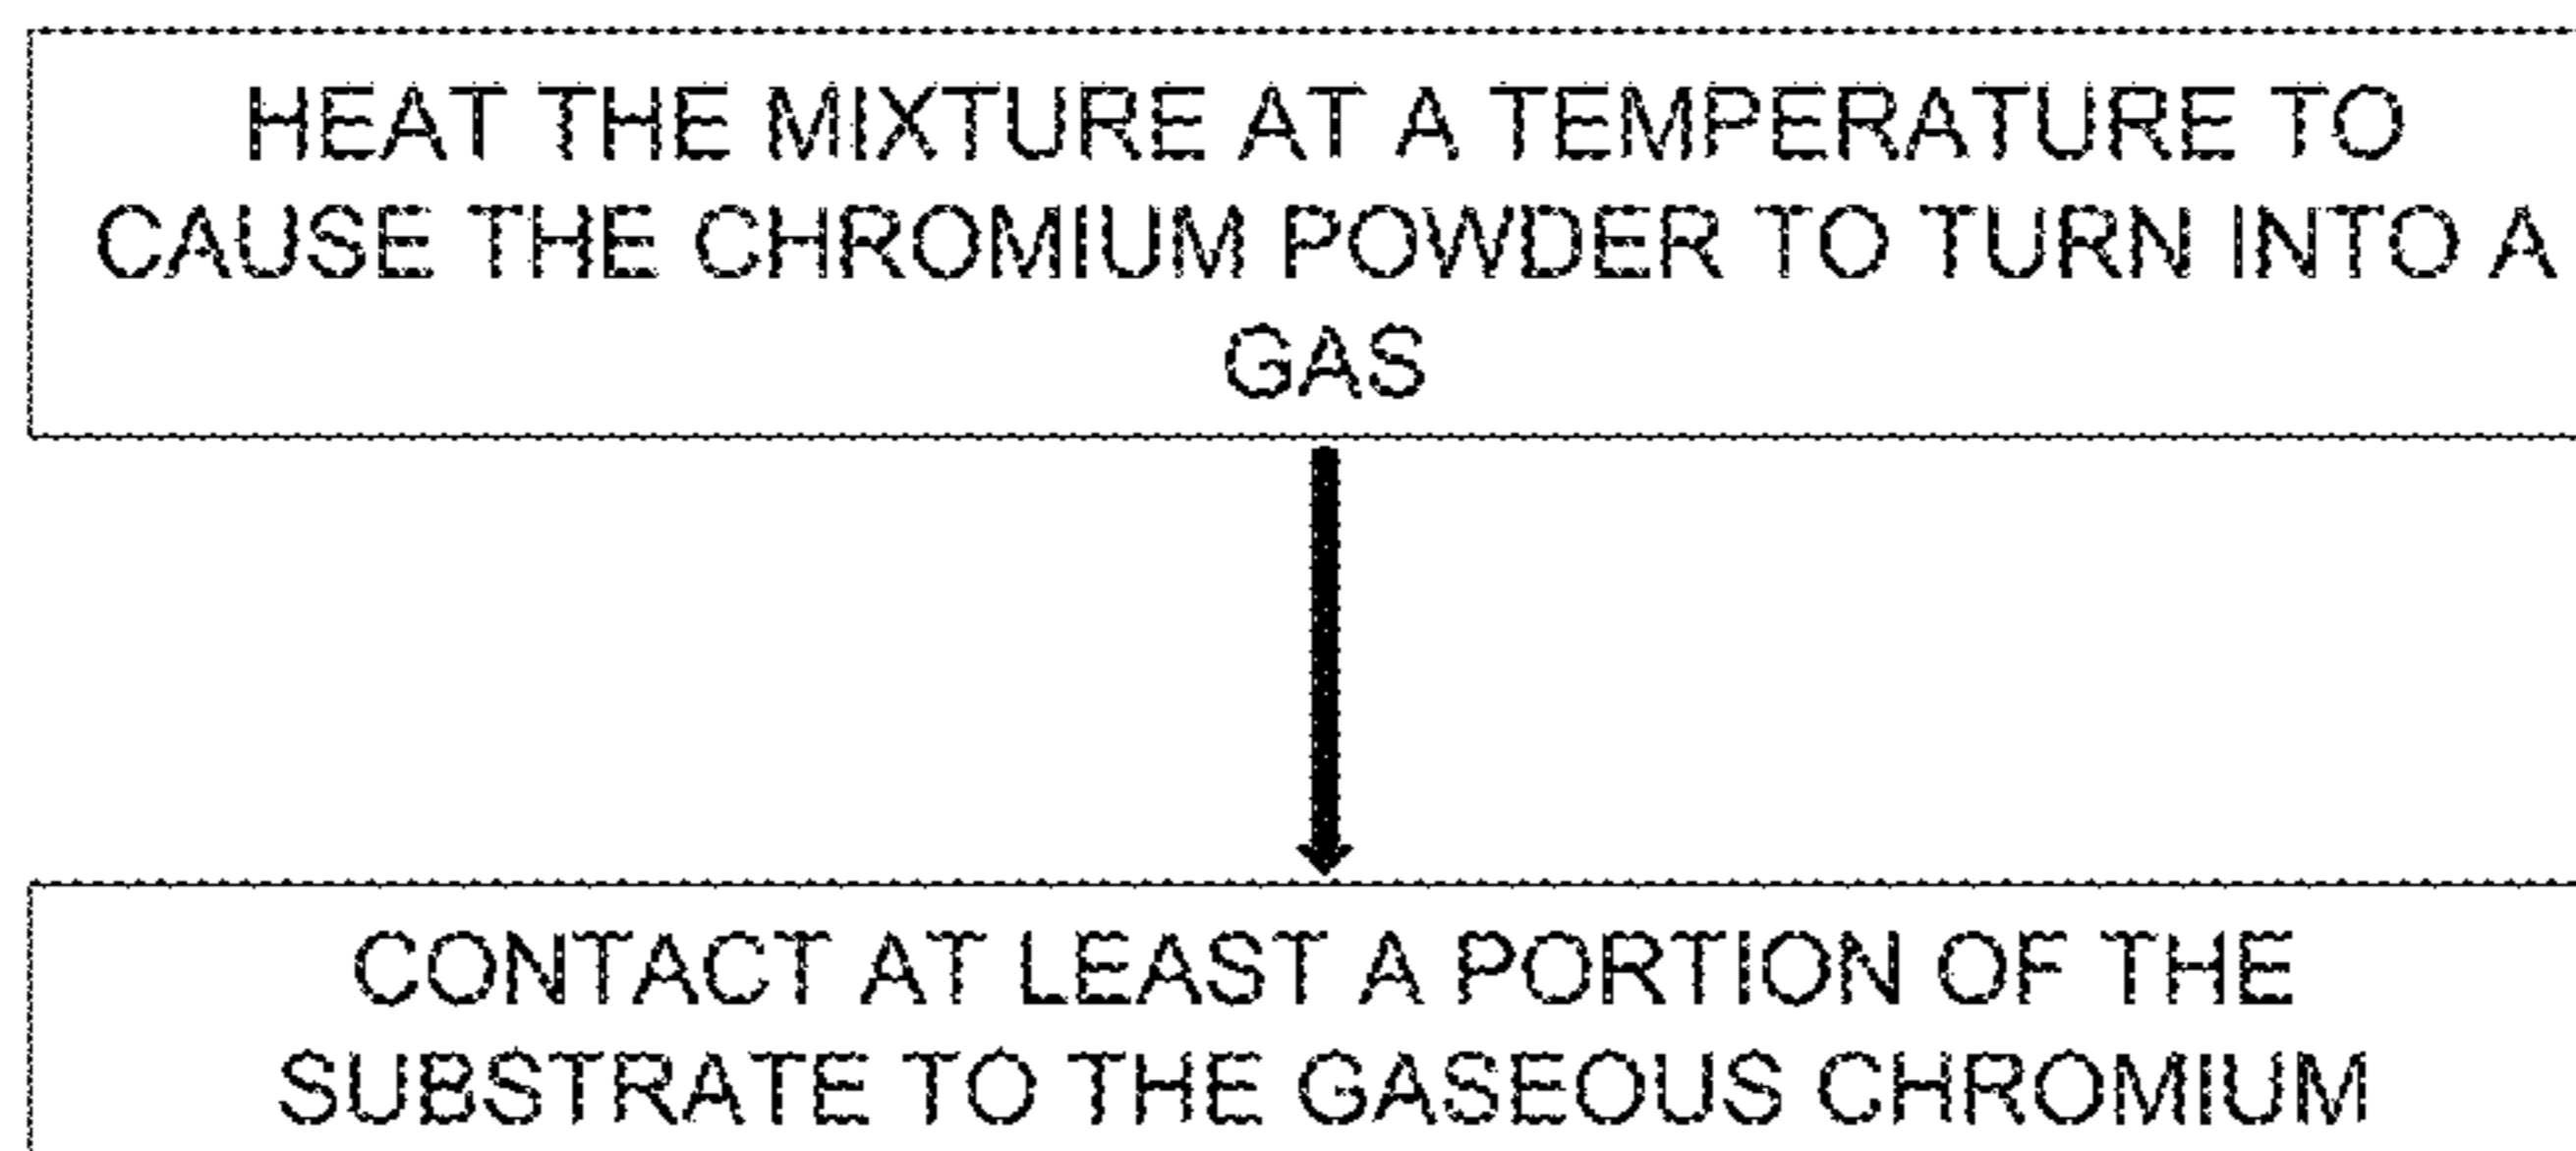 HEAT THE MIXTURE AT A TEMPERATURE TO
CAUSE THE CHROMIUM POWDER TO TURN INTO A
GAS
CONTACT AT LEAST A PORTION OF THE
SUBSTRATE TO THE GASEOUS CHROMIUM